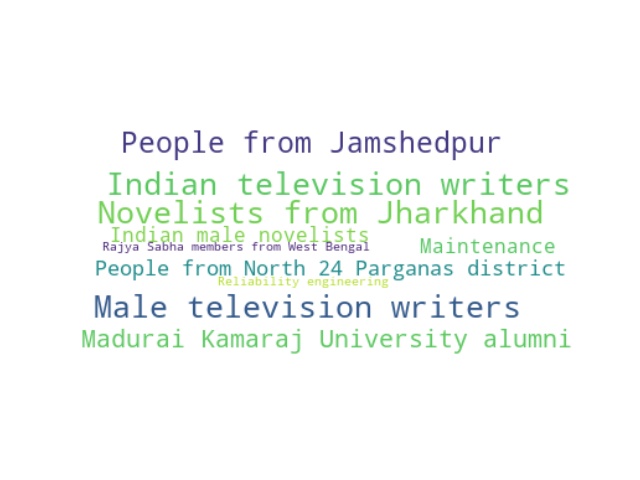 People from Jamshedpur
Indian television writers
Novelists from Jharkhand
Indian male novelists
Rajya Sabha members from West Bengal
Maintenance
People from North 24 Parganas district
Reliability engineering
Male television writers
Madurai Kamaraj University alumni